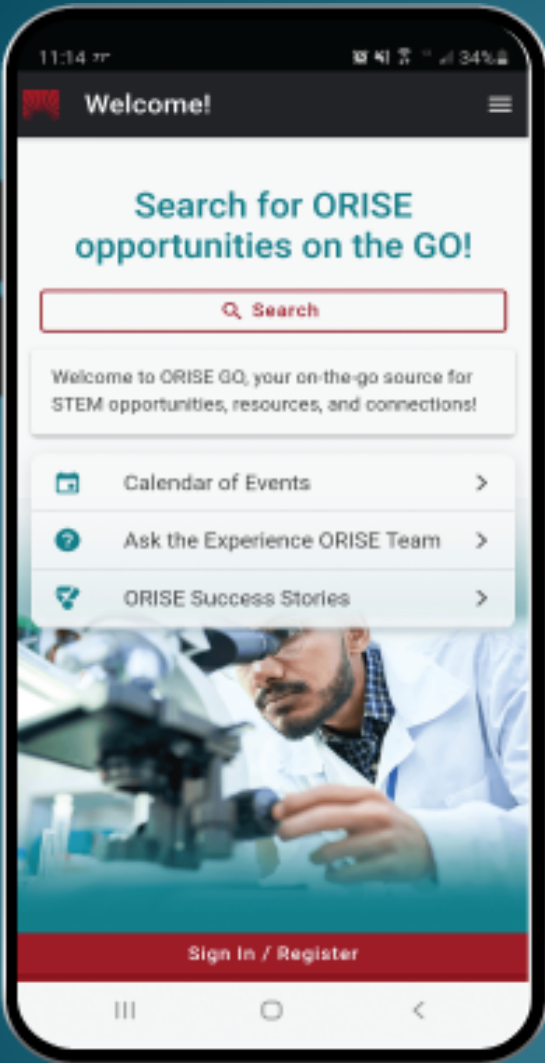 11:14
34%
Welcome!
Search for ORISE
opportunities on the GO!
Search
Welcome to ORISE GO, your on-the-go source for
STEM opportunities, resources, and connections!
Calendar of Events
Ask the Experience ORISE Team
ORISE Success Stories
Sign In / Register